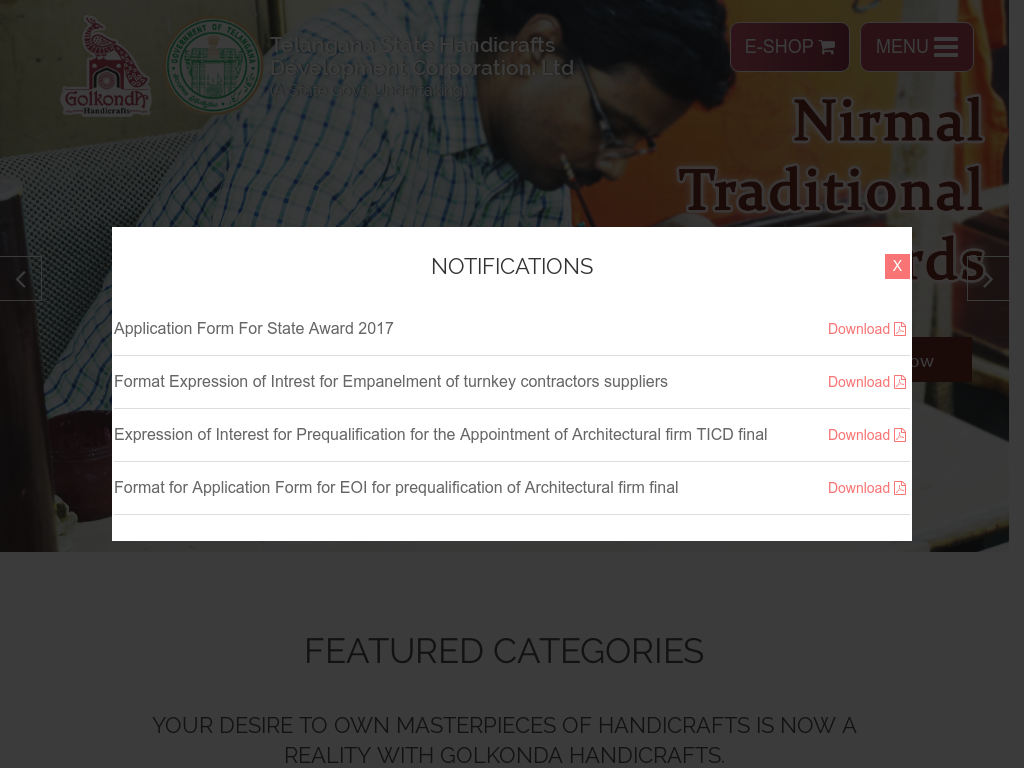 Golkonda
Handicrafts
GOVERNMENT OF TELANGANA
Telangana State Handicrafts
Development Corporation. Ltd
(A State Govt. Undertaking)
E-SHOP
MENU
Nirmal
Traditional
rds
ow
NOTIFICATIONS
X
Application Form For State Award 2017
Download
Format Expression of Intrest for Empanelment of turnkey contractors suppliers
Download
Expression of Interest for Prequalification for the Appointment of Architectural firm TICD final
Download
Format for Application Form for EOI for prequalification of Architectural firm final
Download
FEATURED CATEGORIES
YOUR DESIRE TO OWN MASTERPIECES OF HANDICRAFTS IS NOW A
REALITY WITH GOLKONDA HANDICRAFTS.